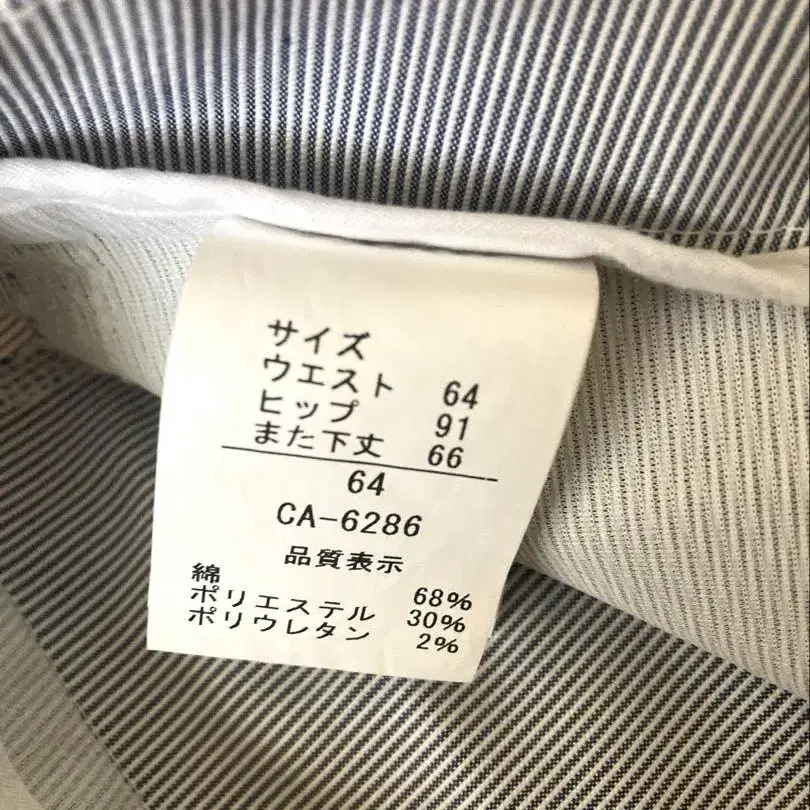 サイズ
ウエスト 64
ヒップ 91
また下丈 66
64
CA-6286
品質表示
綿 68%
ポリエステル 30%
ポリウレタン 2%